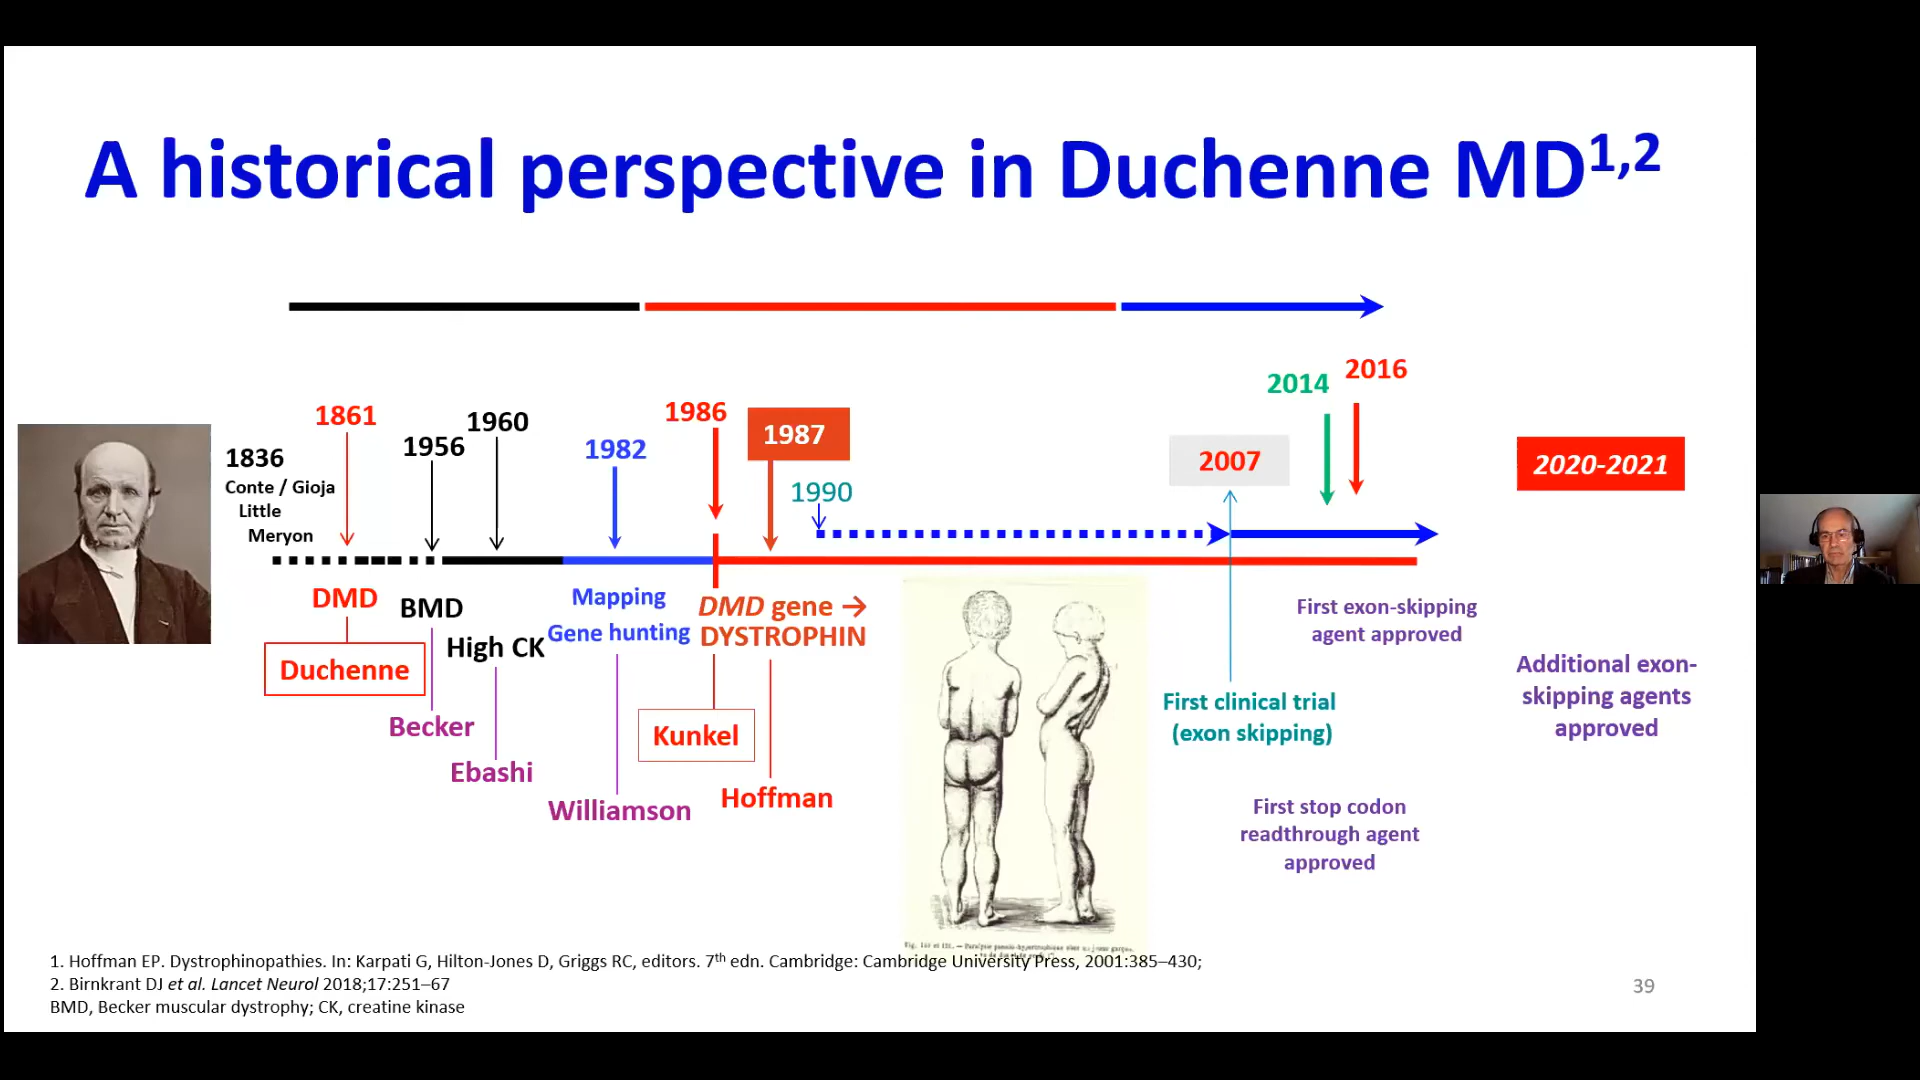 A historical perspective in Duchenne MD1,2
2016
2014
1861
1986
1960
1987
1956
1982
1836
2007
2020-2021
Conte / Gioja
1990
Little
Meryon
DMD
BMD
Mapping
Gene hunting
DMD gene →
DYSTROPHIN
High CK
First exon-skipping
agent approved
Duchenne
Additional exon-
skipping agents
approved
Becker
Kunkel
First clinical trial
(exon skipping)
Ebashi
Williamson
Hoffman
First stop codon
readthrough agent
approved
1. Hoffman EP. Dystrophinopathies. In: Karpati G, Hilton-Jones D, Griggs RC, editors. 7th edn. Cambridge: Cambridge University Press, 2001:385–430;
2. Birnkrant DJ et al. Lancet Neurol 2018;17:251–67
BMD, Becker muscular dystrophy; CK, creatine kinase
39